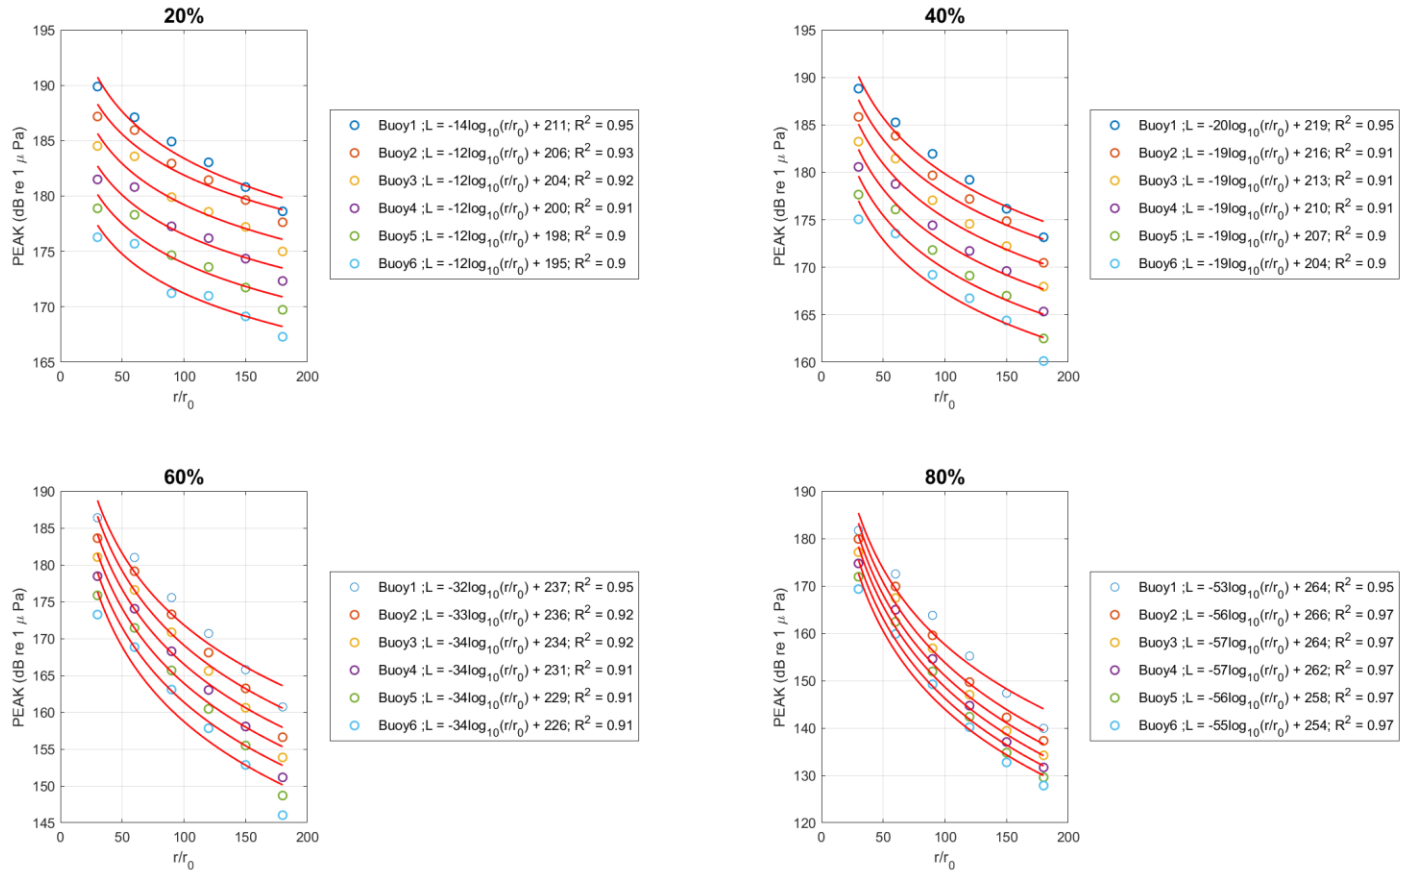 20%
195
190
185
180
175
170
165
0 50 100 150 200
PEAK (dB re 1 μ Pa)
r/r0
Buoy1 ;L = -14log10(r/r0) + 211; R2 = 0.95
Buoy2 ;L = -12log10(r/r0) + 206; R2 = 0.93
Buoy3 ;L = -12log10(r/r0) + 204; R2 = 0.92
Buoy4 ;L = -12log10(r/r0) + 200; R2 = 0.91
Buoy5 ;L = -12log10(r/r0) + 198; R2 = 0.9
Buoy6 ;L = -12log10(r/r0) + 195; R2 = 0.9
40%
195
190
185
180
175
170
165
160
0 50 100 150 200
PEAK (dB re 1 μ Pa)
r/r0
Buoy1 ;L = -20log10(r/r0) + 219; R2 = 0.95
Buoy2 ;L = -19log10(r/r0) + 216; R2 = 0.91
Buoy3 ;L = -19log10(r/r0) + 213; R2 = 0.91
Buoy4 ;L = -19log10(r/r0) + 210; R2 = 0.91
Buoy5 ;L = -19log10(r/r0) + 207; R2 = 0.9
Buoy6 ;L = -19log10(r/r0) + 204; R2 = 0.9
60%
190
185
180
175
170
165
160
155
150
145
0 50 100 150 200
PEAK (dB re 1 μ Pa)
r/r0
Buoy1 ;L = -32log10(r/r0) + 237; R2 = 0.95
Buoy2 ;L = -33log10(r/r0) + 236; R2 = 0.92
Buoy3 ;L = -34log10(r/r0) + 234; R2 = 0.92
Buoy4 ;L = -34log10(r/r0) + 231; R2 = 0.91
Buoy5 ;L = -34log10(r/r0) + 229; R2 = 0.91
Buoy6 ;L = -34log10(r/r0) + 226; R2 = 0.91
80%
190
180
170
160
150
140
130
120
0 50 100 150 200
PEAK (dB re 1 μ Pa)
r/r0
Buoy1 ;L = -53log10(r/r0) + 264; R2 = 0.95
Buoy2 ;L = -56log10(r/r0) + 266; R2 = 0.97
Buoy3 ;L = -57log10(r/r0) + 264; R2 = 0.97
Buoy4 ;L = -57log10(r/r0) + 262; R2 = 0.97
Buoy5 ;L = -56log10(r/r0) + 258; R2 = 0.97
Buoy6 ;L = -55log10(r/r0) + 254; R2 = 0.97